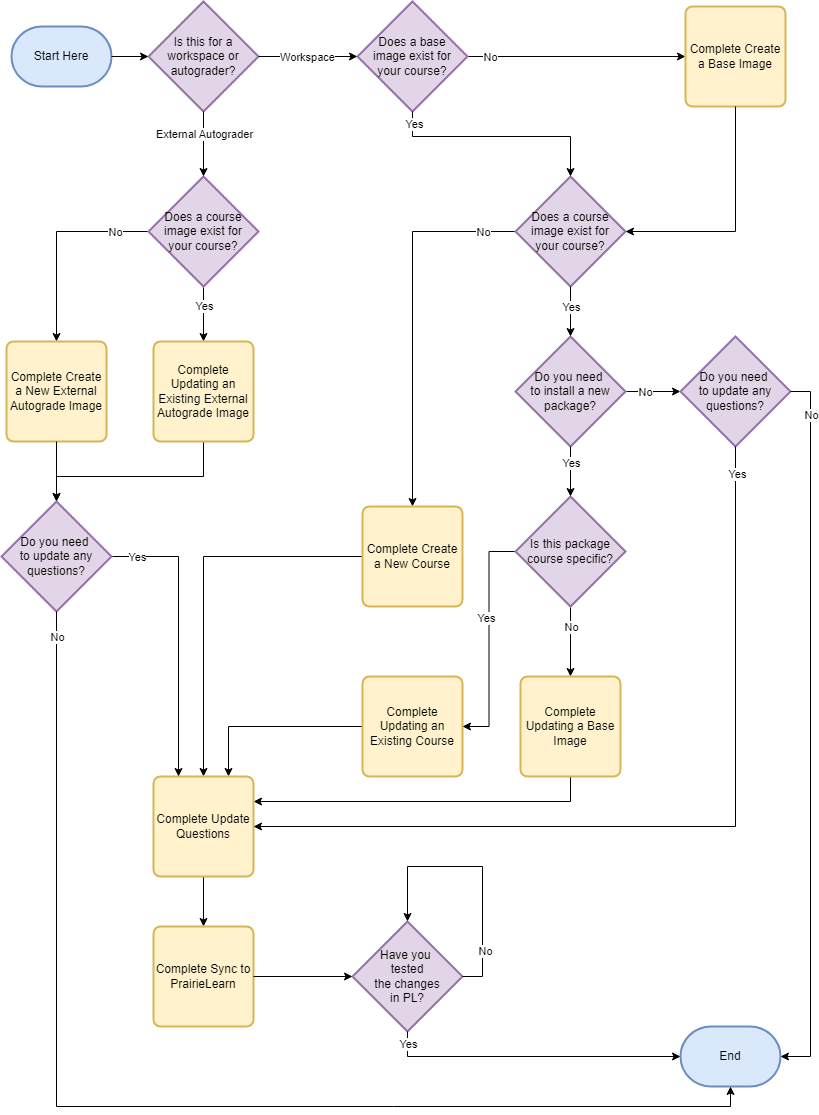 Start Here
Is this for a
workspace or
autograder?
Workspace
Does a base
image exist for
your course?
No
Complete Create
a Base Image
Yes
External Autograder
Does a course
image exist for
your course?
No
Yes
Does a course
image exist for
your course?
No
Yes
Complete Create
a New External
Autograde Image
Complete
Updating an
Existing External
Autograde Image
Do you need
to install a new
package?
No
Do you need
to update any
questions?
No
Yes
Yes
Do you need
to update any
questions?
Yes
No
Complete Create
a New Course
Is this package
course specific?
Yes
No
Complete
Updating an
Existing Course
Complete
Updating a Base
Image
Complete Update
Questions
Complete Sync to
PrairieLearn
Have you
tested
the changes
in PL?
No
Yes
End